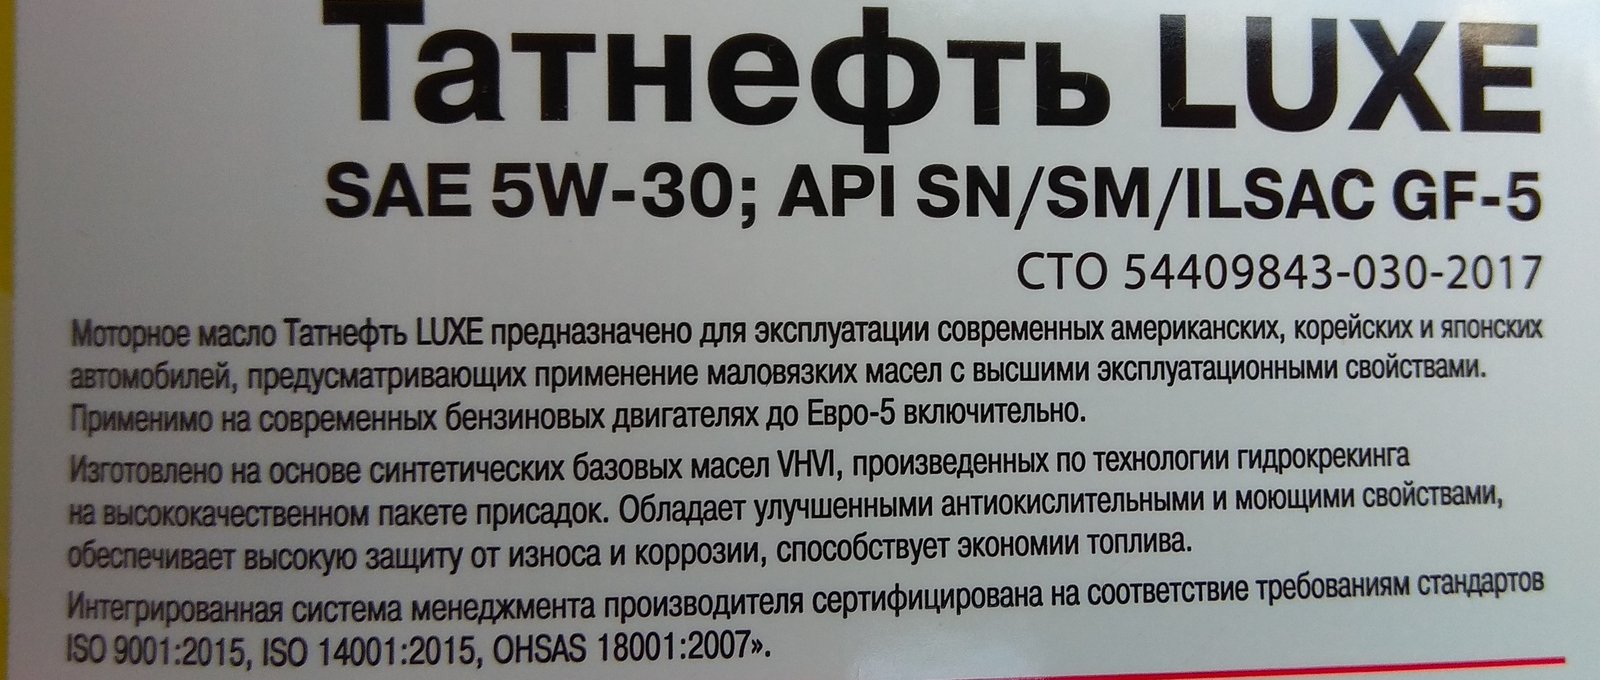 Татнефть LUXE
SAE 5W-30; API SN/SM/ILSAC GF-5
СТО 54409843-030-2017
Моторное масло Татнефть LUXE предназначено для эксплуатации современных американских, корейских и японских
автомобилей, предусматривающих применение маловязких масел с высшими эксплуатационными свойствами.
Применимо на современных бензиновых двигателях до Евро-5 включительно.
Изготовлено на основе синтетических базовых масел VHVI, произведенных по технологии гидрокрекинга
на высококачественном пакете присадок. Обладает улучшенными антиокислительными и моющими свойствами,
обеспечивает высокую защиту от износа и коррозии, способствует экономии топлива.
Интегрированная система менеджмента производителя сертифицирована на соответствие требованиям стандартов
ISO 9001:2015, ISO 14001:2015, OHSAS 18001:2007».